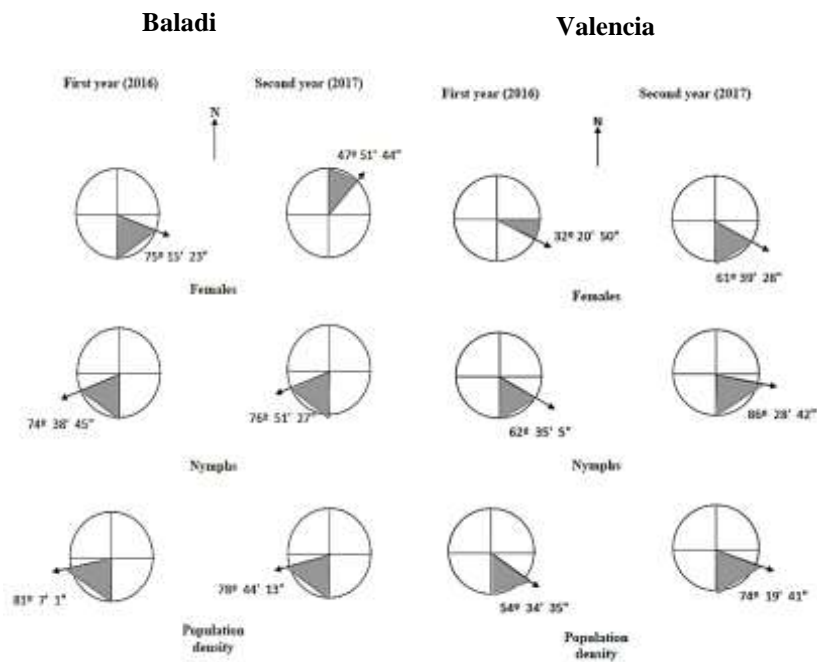 Baladi Valencia
First year (2016) Second year (2017) First year (2016) Second year (2017)
N N
47º 51' 44"
75º 15' 23" 32º 20' 50" 61º 39' 28"
Females Females
74º 38' 45" 76º 51' 27" 62º 35' 5" 86º 28' 42"
Nymphs Nymphs
81º 7' 1" 78º 44' 13" 54º 34' 35" 74º 19' 41"
Population Population
density density